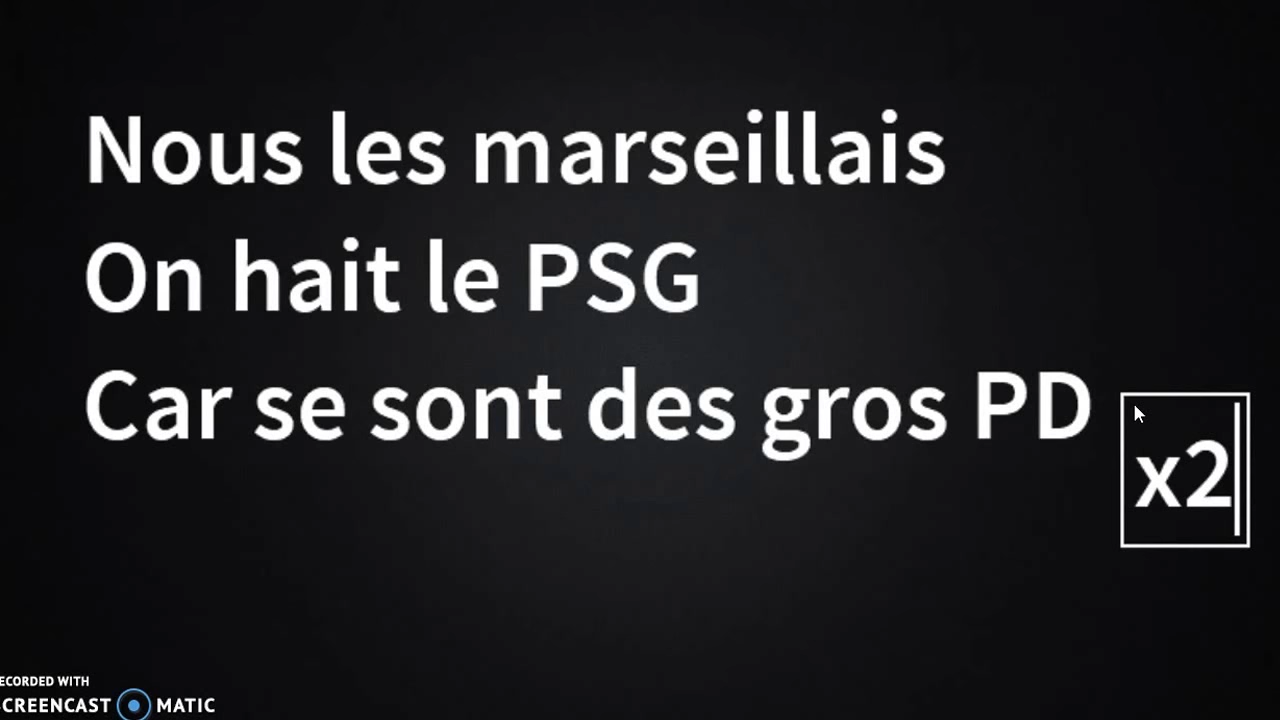 Nous les marseillais
On hait le PSG
Car se sont des gros PD
x2
ECORDED WITH
CREENCAST MATIC